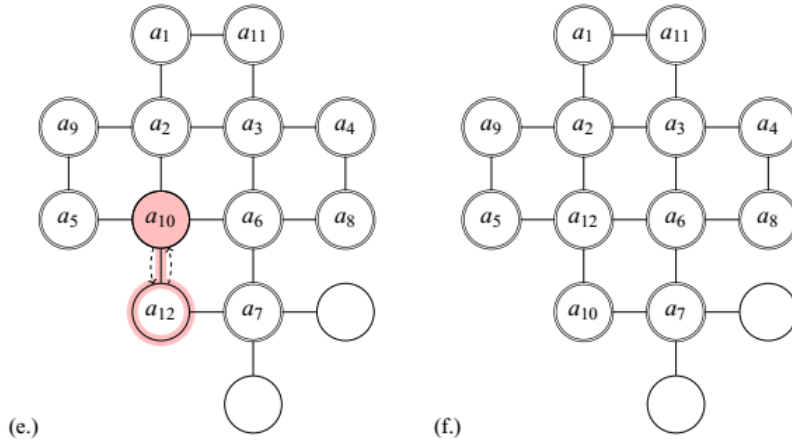 a1 a11 a1 a11
a9 a2 a3 a4 a9 a2 a3 a4
a5 a10 a6 a8 a5 a12 a6 a8
a12 a7 a10 a7
(e.) (f.)